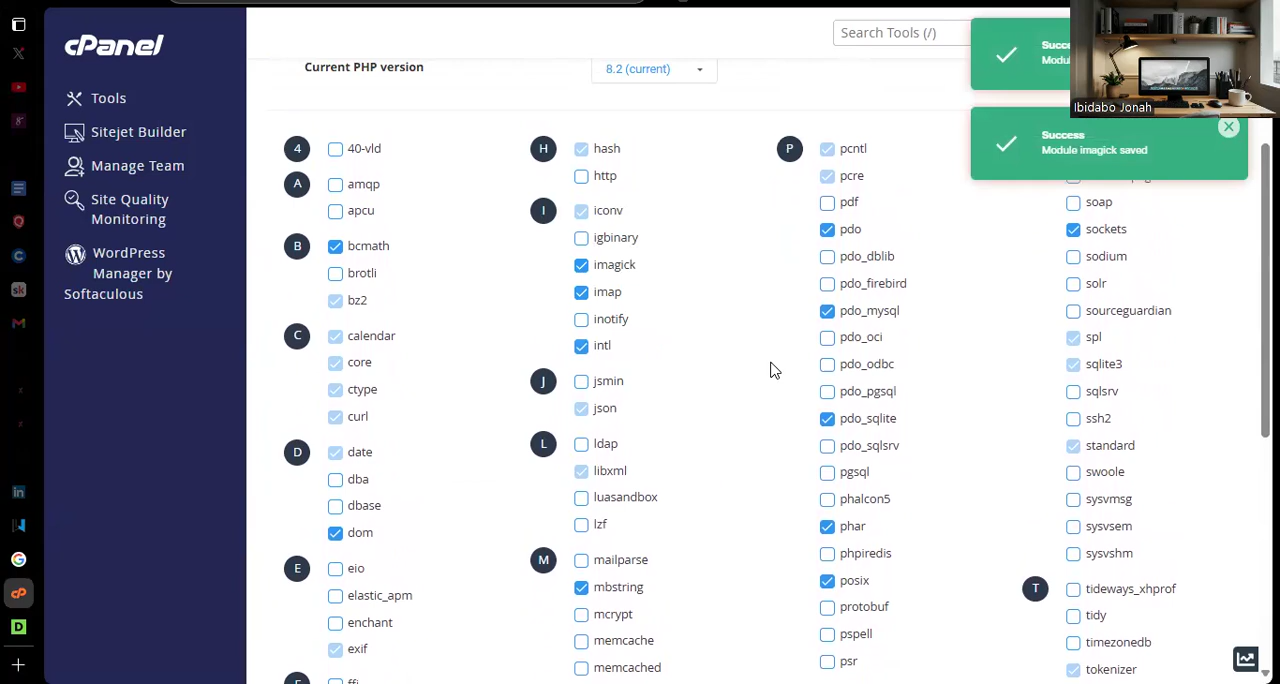 cPanel
Tools
Sitejet Builder
Manage Team
Site Quality
Monitoring
WordPress
Manager by
Softaculous
Search Tools (/)
Current PHP version
8.2 (current)
Module
Ibidabo Jonah
Success
Module imagick saved
4
40-vld
A
amqp
apcu
B
bcmath
brotli
bz2
C
calendar
core
ctype
curl
D
date
dba
dbase
dom
E
eio
elastic_apm
enchant
exif
H
hash
http
I
iconv
igbinary
imagick
imap
inotify
intl
J
jsmin
json
L
ldap
libxml
luasandbox
lzf
M
mailparse
mbstring
mcrypt
memcache
memcached
P
pcntl
pcre
pdf
pdo
pdo_dblib
pdo_firebird
pdo_mysql
pdo_oci
pdo_odbc
pdo_pgsql
pdo_sqlite
pdo_sqlsrv
pgsql
phalcon5
phar
phpiredis
posix
protobuf
pspell
psr
soap
sockets
sodium
solr
sourceguardian
spl
sqlite3
sqlsrv
ssh2
standard
swoole
sysvmsg
sysvsem
sysvshm
T
tideways_xhprof
tidy
timezonedb
tokenizer